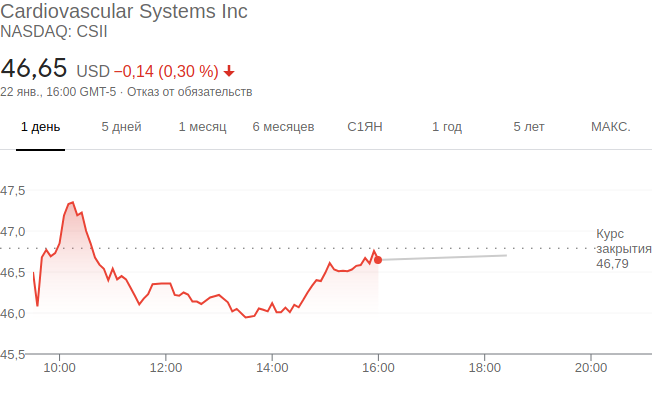 Cardiovascular Systems Inc
NASDAQ: CSII
46,65 USD −0,14 (0,30 %)
22 янв., 16:00 GMT-5 · Отказ от обязательств
1 день 5 дней 1 месяц 6 месяцев С1ЯН 1 год 5 лет МАКС.
47,5
47,0
46,5
46,0
45,5
Курс
закрытия
46,79
10:00 12:00 14:00 16:00 18:00 20:00